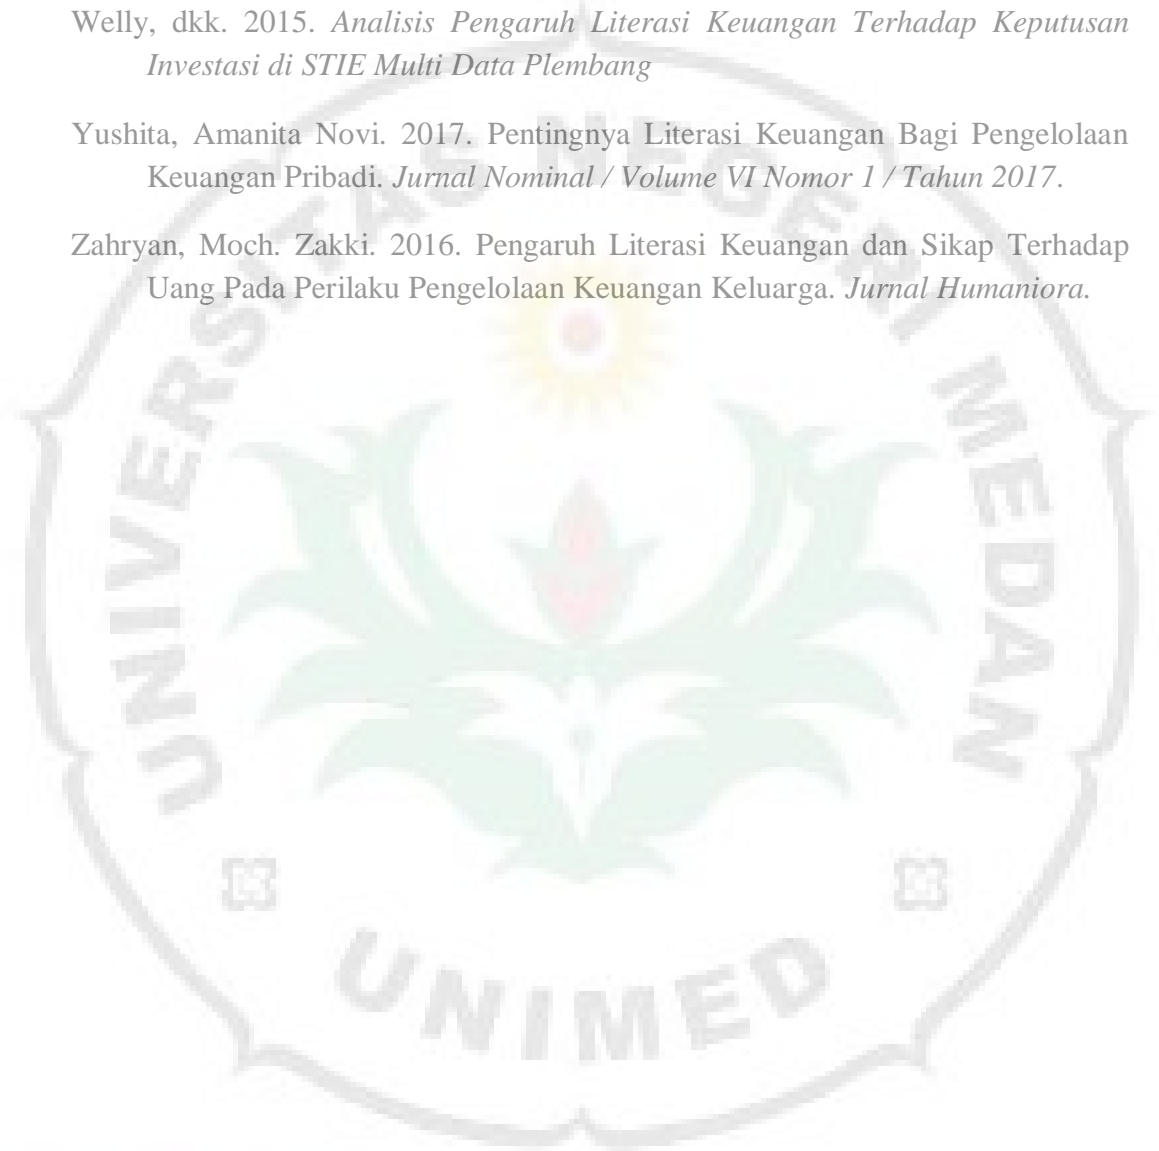 Welly, dkk. 2015. Analisis Pengaruh Literasi Keuangan Terhadap Keputusan
Investasi di STIE Multi Data Plembang
Yushita, Amanita Novi. 2017. Pentingnya Literasi Keuangan Bagi Pengelolaan
Keuangan Pribadi. Jurnal Nominal / Volume VI Nomor 1 / Tahun 2017.
Zahryan, Moch. Zakki. 2016. Pengaruh Literasi Keuangan dan Sikap Terhadap
Uang Pada Perilaku Pengelolaan Keuangan Keluarga. Jurnal Humaniora.
UNIVERSITAS NEGERI MEDAN
UNIMED